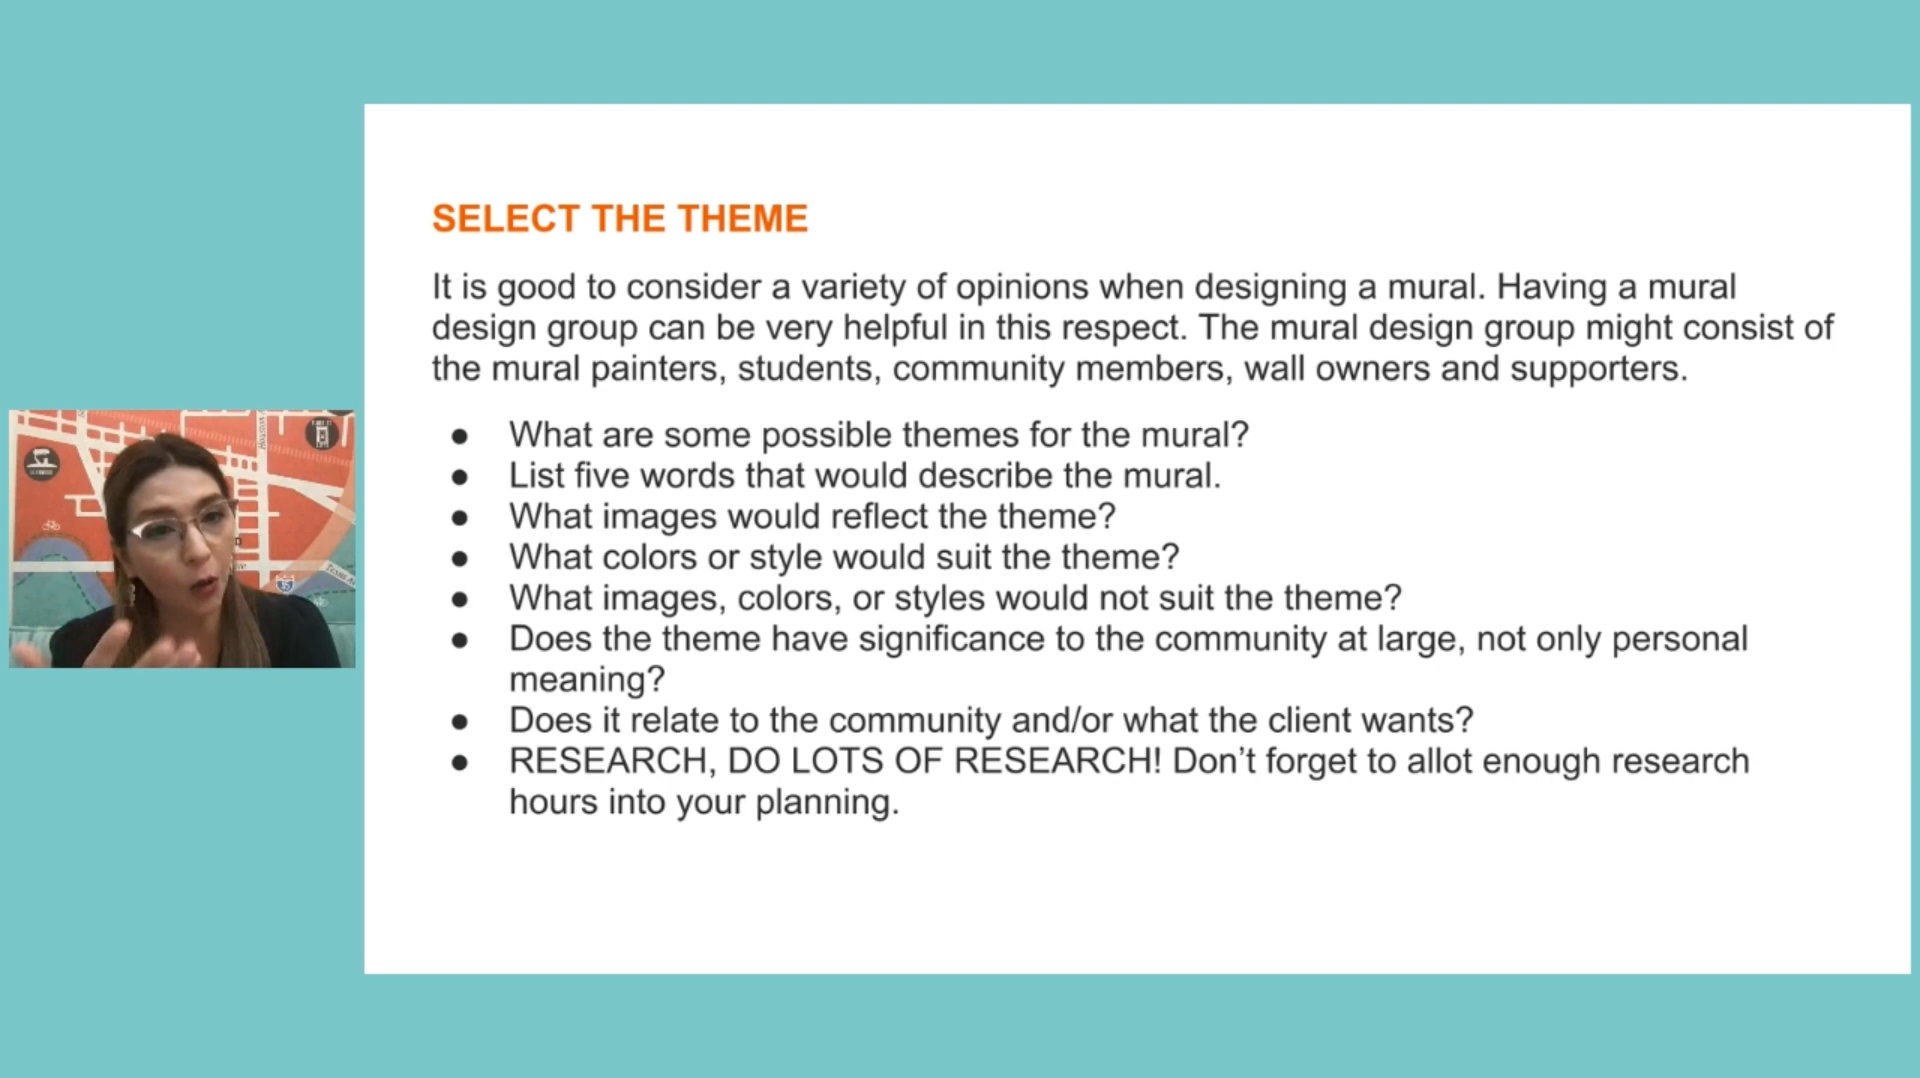 SELECT THE THEME
It is good to consider a variety of opinions when designing a mural. Having a mural
design group can be very helpful in this respect. The mural design group might consist of
the mural painters, students, community members, wall owners and supporters.
● What are some possible themes for the mural?
● List five words that would describe the mural.
● What images would reflect the theme?
● What colors or style would suit the theme?
● What images, colors, or styles would not suit the theme?
● Does the theme have significance to the community at large, not only personal
meaning?
● Does it relate to the community and/or what the client wants?
● RESEARCH, DO LOTS OF RESEARCH! Don’t forget to allot enough research
hours into your planning.